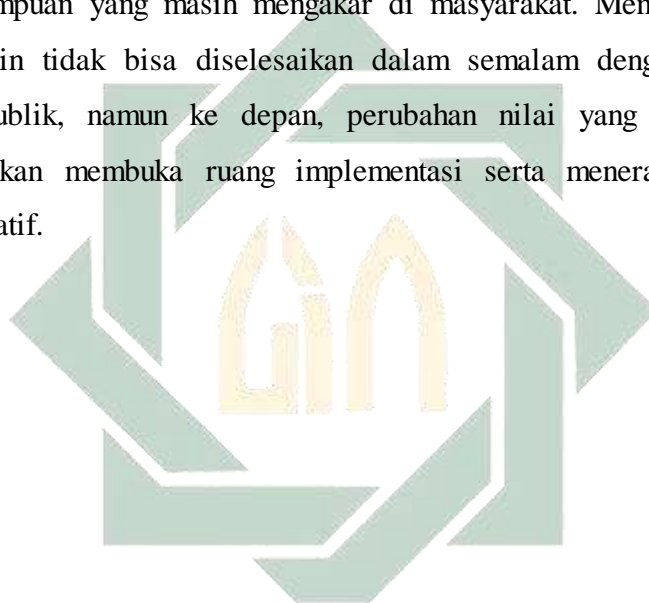 mpuan yang masih mengakar di masyarakat. Men
in tidak bisa diselesaikan dalam semalam deng
ublik, namun ke depan, perubahan nilai yang
kan membuka ruang implementasi serta menera
atif.
uin